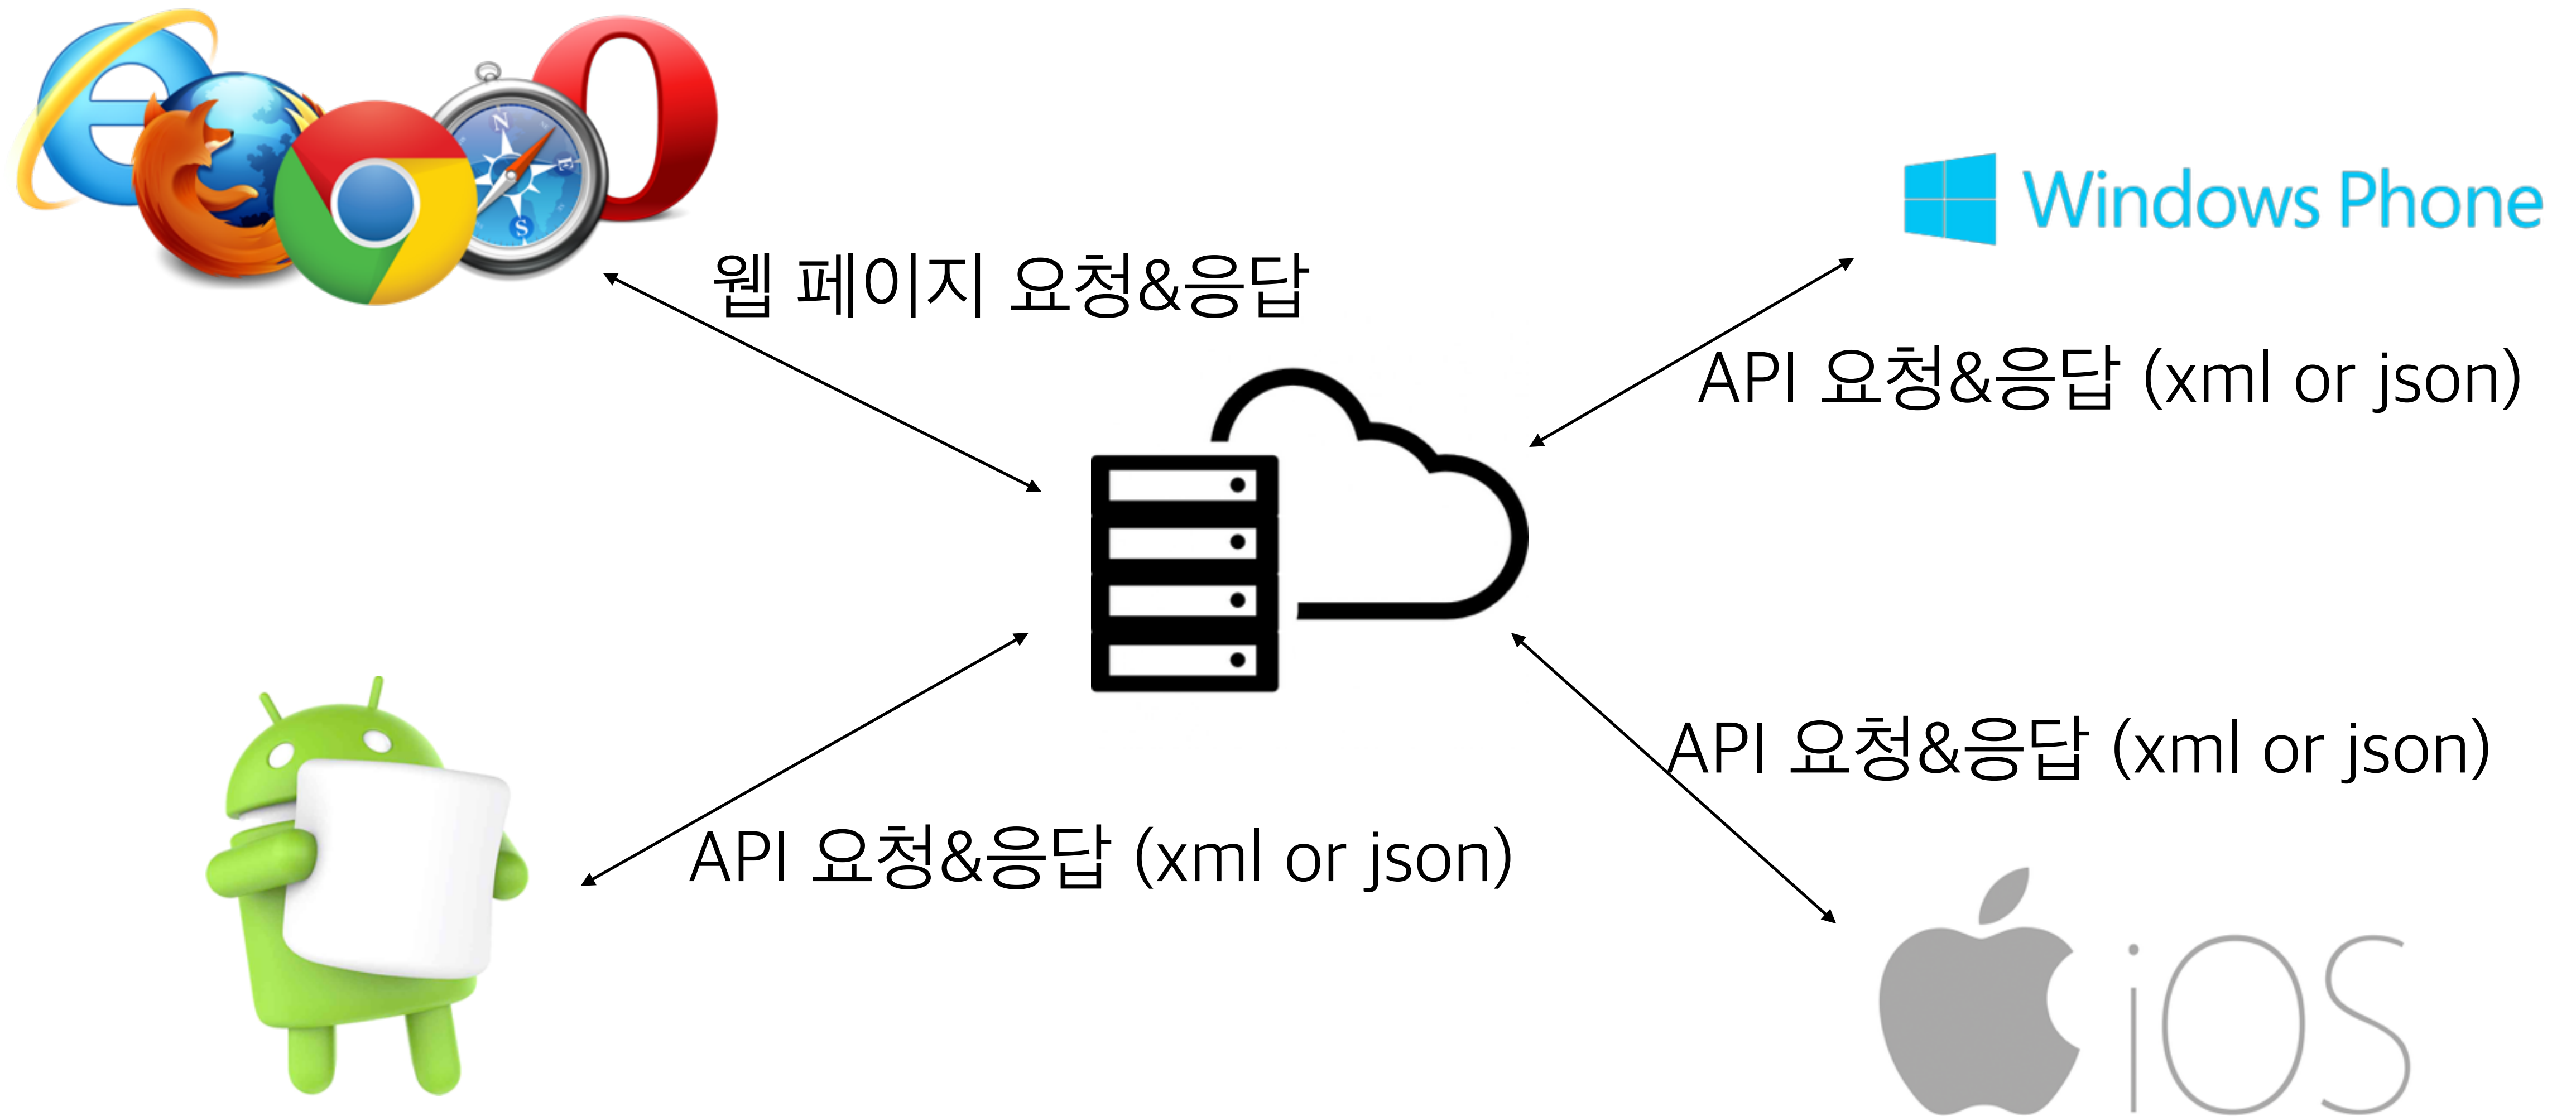 Windows Phone
웹 페이지 요청&응답
API 요청&응답 (xml or json)
API 요청&응답 (xml or json)
API 요청&응답 (xml or json)
iOS
N
E
S